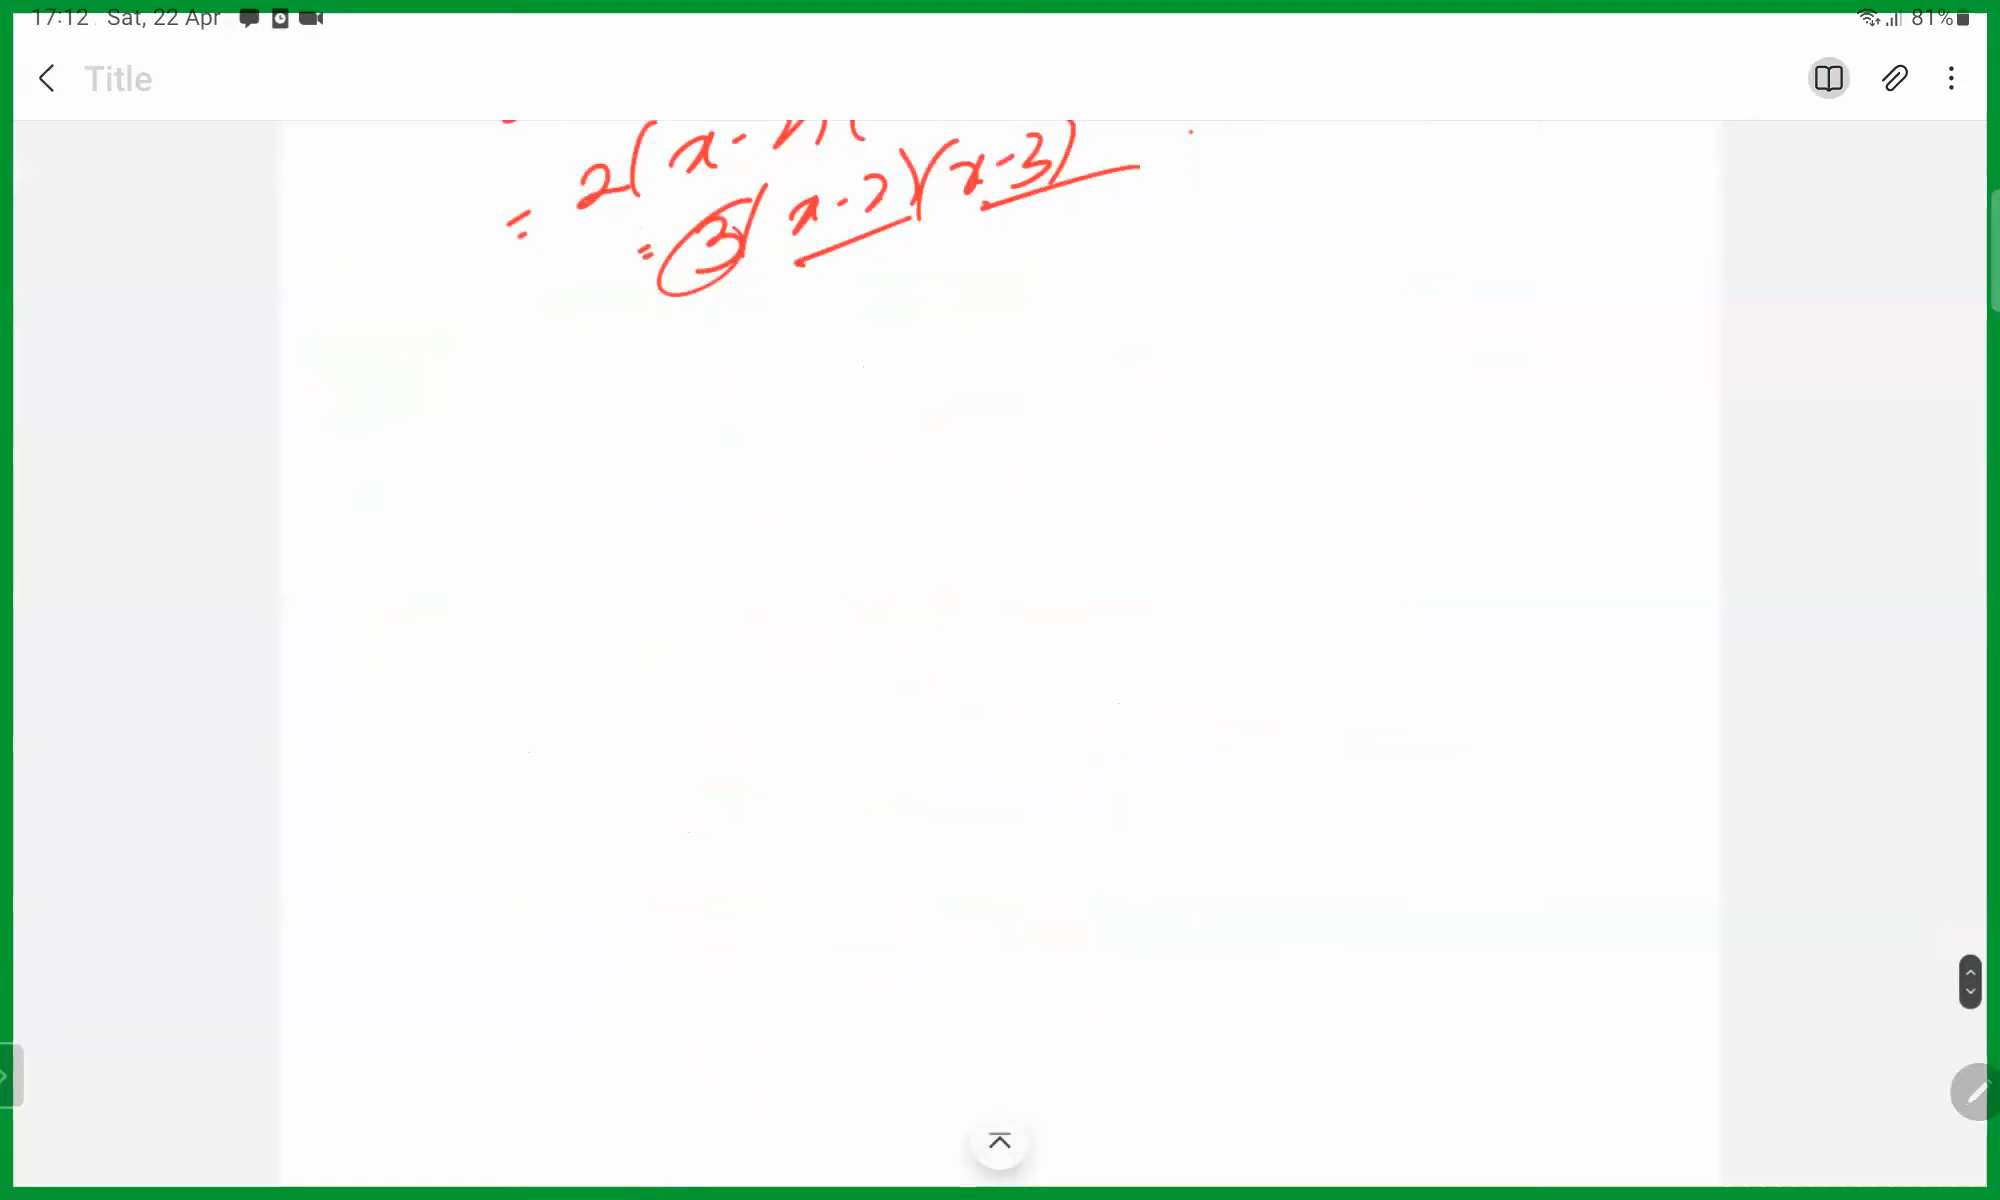 17:12 Sat, 22 Apr 81%
Title
= 2(x-
= 3(x-2)(x-3)